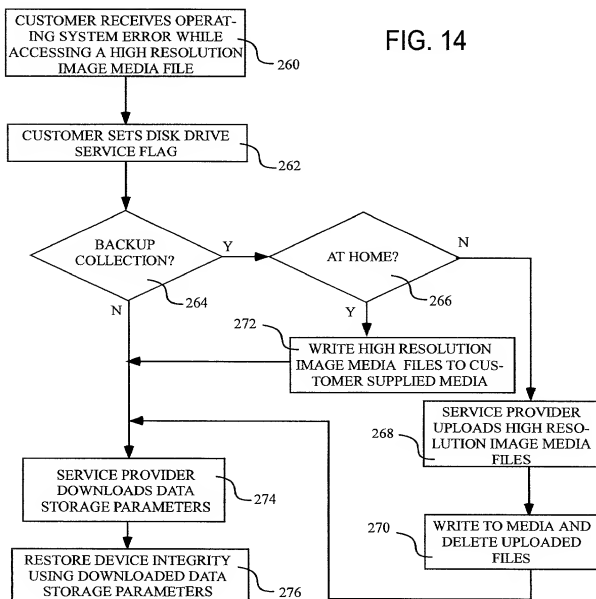 CUSTOMER RECEIVES OPERAT-
ING SYSTEM ERROR WHILE
ACCESSING A HIGH RESOLUTION
IMAGE MEDIA FILE
260
FIG. 14
CUSTOMER SETS DISK DRIVE
SERVICE FLAG
262
BACKUP
COLLECTION?
264
Y
N
AT HOME?
266
N
Y
272
WRITE HIGH RESOLUTION
IMAGE MEDIA FILES TO CUS-
TOMER SUPPLIED MEDIA
SERVICE PROVIDER
UPLOADS HIGH RESO-
LUTION IMAGE MEDIA
FILES
268
WRITE TO MEDIA AND
DELETE UPLOADED
FILES
270
SERVICE PROVIDER
DOWNLOADS DATA
STORAGE PARAMETERS
274
RESTORE DEVICE INTEGRITY
USING DOWNLOADED DATA
STORAGE PARAMETERS
276